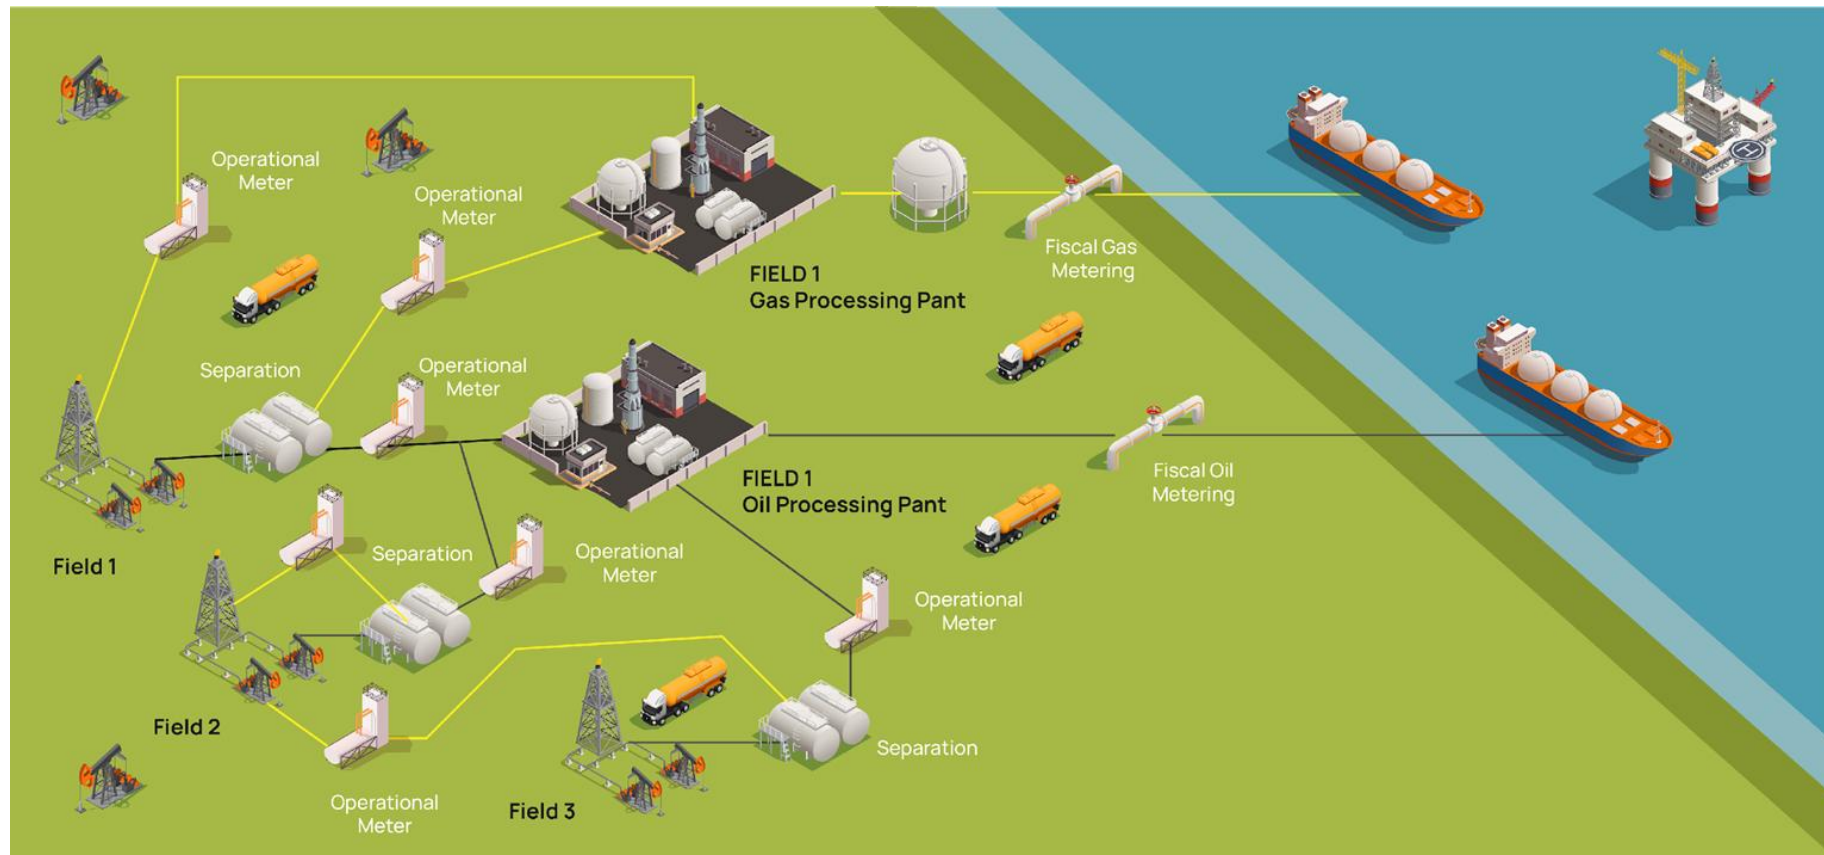 Operational
Meter
Operational
Meter
Fiscal Gas
Metering
FIELD 1
Gas Processing Pant
Separation
Operational
Meter
FIELD 1
Oil Processing Pant
Fiscal Oil
Metering
Field 1
Separation
Operational
Meter
Operational
Meter
Field 2
Separation
Operational
Meter
Field 3